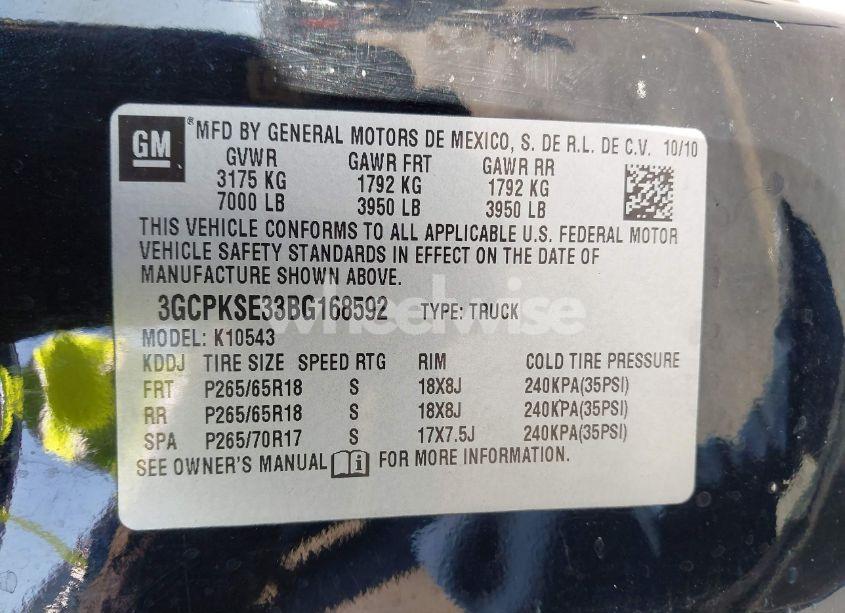 GM ® MFD BY GENERAL MOTORS DE MEXICO, S. DE R.L. DE C.V. 10/10
GVWR GAWR FRT GAWR RR
3175 KG 1792 KG 1792 KG
7000 LB 3950 LB 3950 LB
THIS VEHICLE CONFORMS TO ALL APPLICABLE U.S. FEDERAL MOTOR
VEHICLE SAFETY STANDARDS IN EFFECT ON THE DATE OF
MANUFACTURE SHOWN ABOVE.
3GCPKSE33BG168592 TYPE: TRUCK
wheelwise
MODEL: K10543
KDDJ TIRE SIZE SPEED RTG RIM COLD TIRE PRESSURE
FRT P265/65R18 S 18X8J 240KPA(35PSI)
RR P265/65R18 S 18X8J 240KPA(35PSI)
SPA P265/70R17 S 17X7.5J 240KPA(35PSI)
SEE OWNER'S MANUAL i FOR MORE INFORMATION.